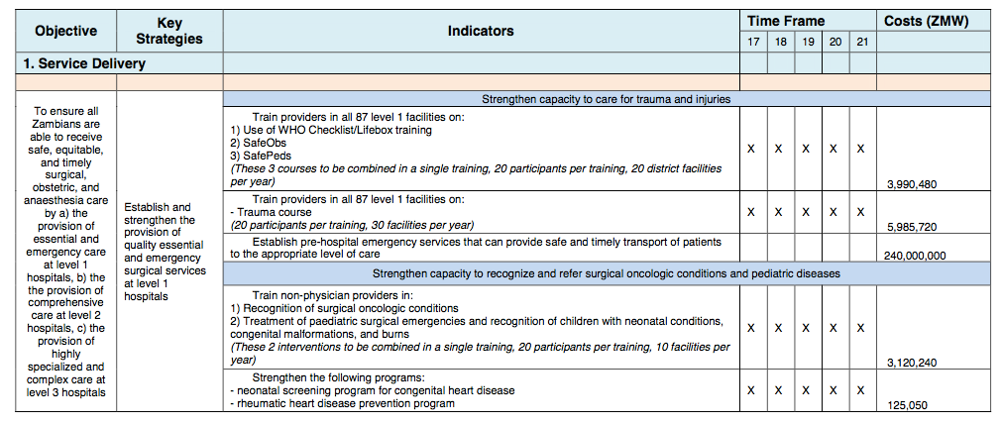 Objective
Key
Strategies
Indicators
Time Frame
Costs (ZMW)
17 18 19 20 21
1. Service Delivery
To ensure all
Zambians are
able to receive
safe, equitable,
and timely
surgical,
obstetric, and
anaesthesia care
by a) the
provision of
essential and
emergency care
at level 1
hospitals, b) the
the provision of
comprehensive
care at level 2
hospitals, c) the
provision of
highly
specialized and
complex care at
level 3 hospitals
Establish and
strengthen the
provision of
quality essential
and emergency
surgical services
at level 1
hospitals
Strengthen capacity to care for trauma and injuries
Train providers in all 87 level 1 facilities on:
1) Use of WHO Checklist/Lifebox training
2) SafeObs
3) SafePeds
(These 3 courses to be combined in a single training, 20 participants per training, 20 district facilities
per year)
X X X X X
3,990,480
Train providers in all 87 level 1 facilities on:
- Trauma course
(20 participants per training, 30 facilities per year)
X X X X X
5,985,720
Establish pre-hospital emergency services that can provide safe and timely transport of patients
to the appropriate level of care
240,000,000
Strengthen capacity to recognize and refer surgical oncologic conditions and pediatric diseases
Train non-physician providers in:
1) Recognition of surgical oncologic conditions
2) Treatment of paediatric surgical emergencies and recognition of children with neonatal conditions,
congenital malformations, and burns
(These 2 interventions to be combined in a single training, 20 participants per training, 10 facilities per
year)
X X X X X
3,120,240
Strengthen the following programs:
- neonatal screening program for congenital heart disease
- rheumatic heart disease prevention program
X X X X X
125,050